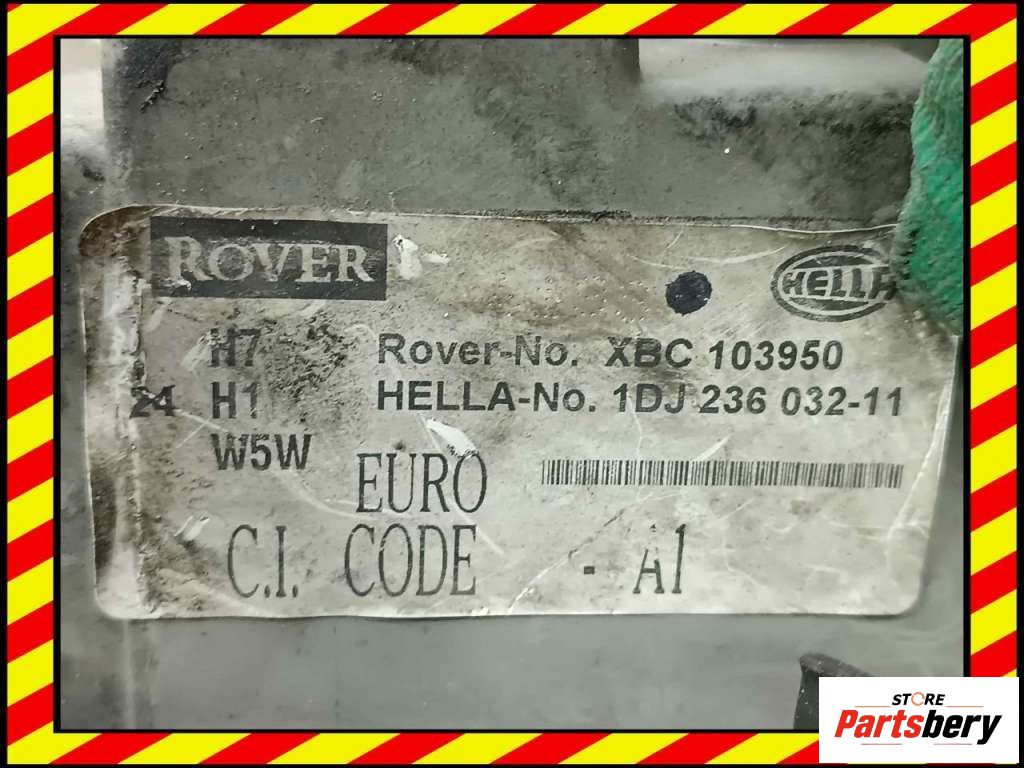 ROVER
HELLA
H7 Rover-No. XBC 103950
24 H1 HELLA-No. 1DJ 236 032-11
W5W
EURO
C.I. CODE - A1
STORE
Partsbery